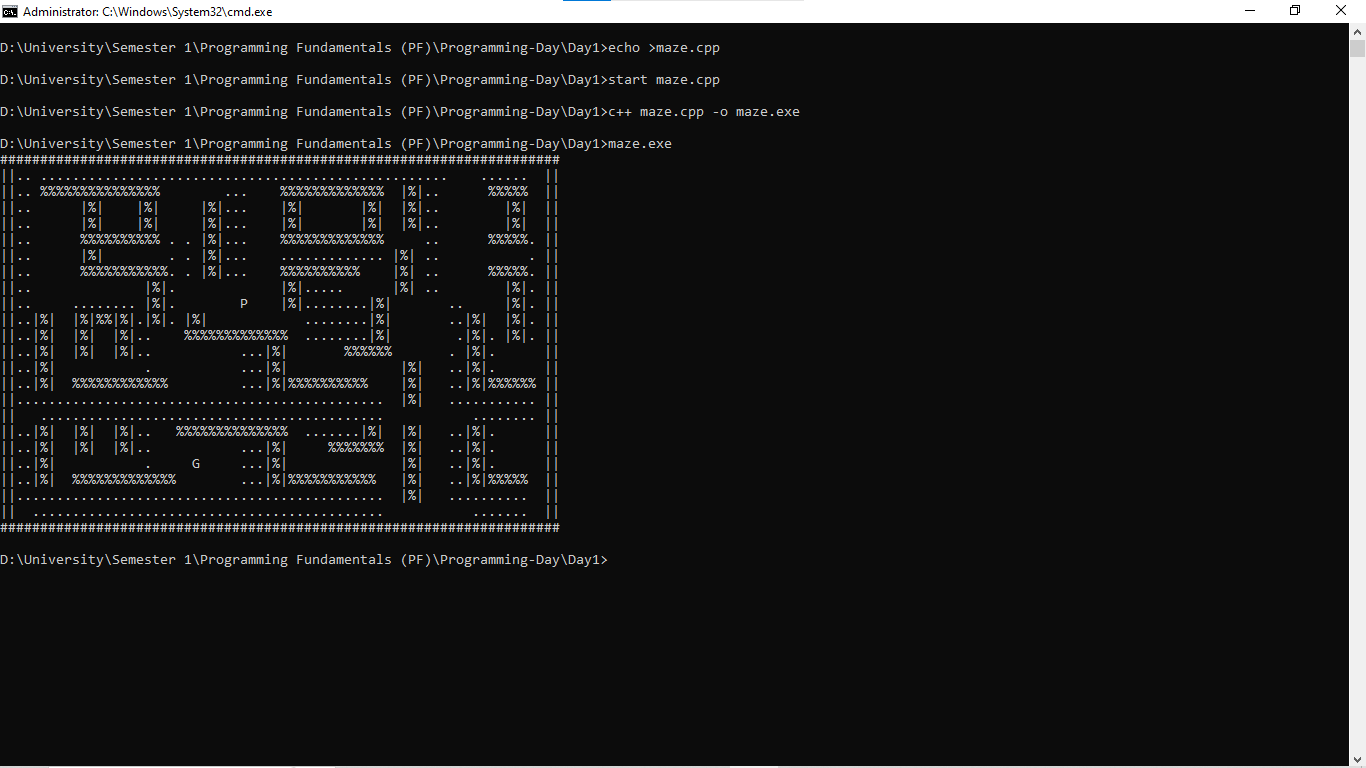 Administrator: C:\Windows\System32\cmd.exe
D:\University\Semester 1\Programming Fundamentals (PF)\Programming-Day\Day1>echo >maze.cpp
D:\University\Semester 1\Programming Fundamentals (PF)\Programming-Day\Day1>start maze.cpp
D:\University\Semester 1\Programming Fundamentals (PF)\Programming-Day\Day1>c++ maze.cpp -o maze.exe
D:\University\Semester 1\Programming Fundamentals (PF)\Programming-Day\Day1>maze.exe
######################################################################
||.. ...................................................    ......  ||
||.. %%%%%%%%%%%%%%%        ...    %%%%%%%%%%%%%  |%|..      %%%%%  ||
||..      |%|    |%|     |%|...    |%|       |%|  |%|..        |%|  ||
||..      |%|    |%|     |%|...    |%|       |%|  |%|..        |%|  ||
||..      %%%%%%%%%% . . |%|...    %%%%%%%%%%%%%     ..      %%%%%. ||
||..      |%|        . . |%|...    ............. |%| ..           . ||
||..      %%%%%%%%%%%. . |%|...    %%%%%%%%%%    |%| ..      %%%%%. ||
||..              |%|.             |%|.....      |%| ..        |%|. ||
||..     ........ |%|.        P    |%|........|%|       ..     |%|. ||
||..|%|  |%|%%|%|.|%|. |%|            ........|%|       ..|%|  |%|. ||
||..|%|  |%|  |%|..    %%%%%%%%%%%%%  ........|%|        .|%|. |%|. ||
||..|%|  |%|  |%|..           ...|%|       %%%%%%       . |%|.      ||
||..|%|           .           ...|%|              |%|   ..|%|.      ||
||..|%|  %%%%%%%%%%%%         ...|%|%%%%%%%%%%    |%|   ..|%|%%%%%% ||
||..............................................  |%|   ........... ||
||   ...........................................           ........ ||
||..|%|  |%|  |%|..   %%%%%%%%%%%%%%  .......|%|  |%|   ..|%|.      ||
||..|%|  |%|  |%|..           ...|%|     %%%%%%%  |%|   ..|%|.      ||
||..|%|           .     G     ...|%|              |%|   ..|%|.      ||
||..|%|  %%%%%%%%%%%%%        ...|%|%%%%%%%%%%%   |%|   ..|%|%%%%%  ||
||..............................................  |%|   ..........  ||
||  ............................................           .......  ||
######################################################################
D:\University\Semester 1\Programming Fundamentals (PF)\Programming-Day\Day1>